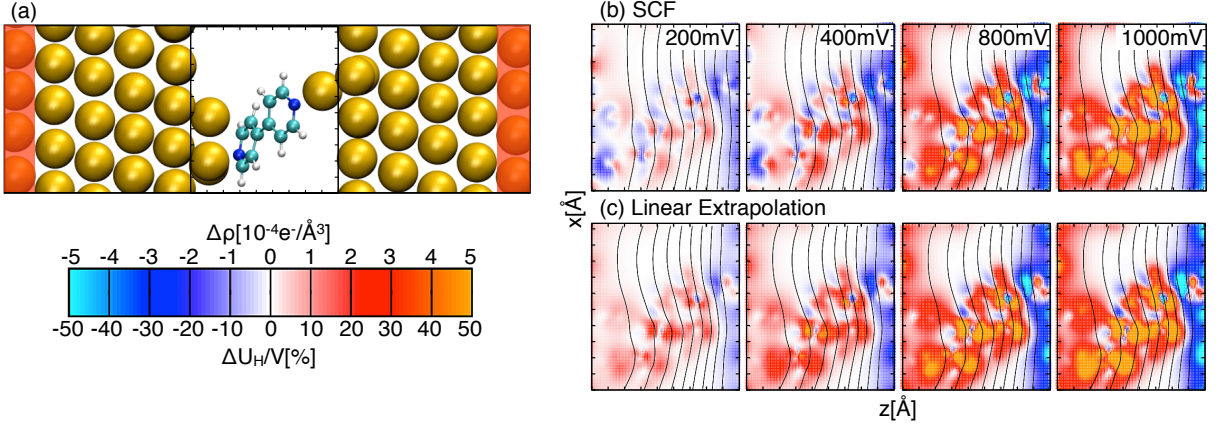 (a)
Δρ[10⁻⁴e⁻/Å³]
-5 -4 -3 -2 -1 0 1 2 3 4 5
-50 -40 -30 -20 -10 0 10 20 30 40 50
ΔU_H/V[%]
(b) SCF
200mV 400mV 800mV 1000mV
(c) Linear Extrapolation
x[Å]
z[Å]